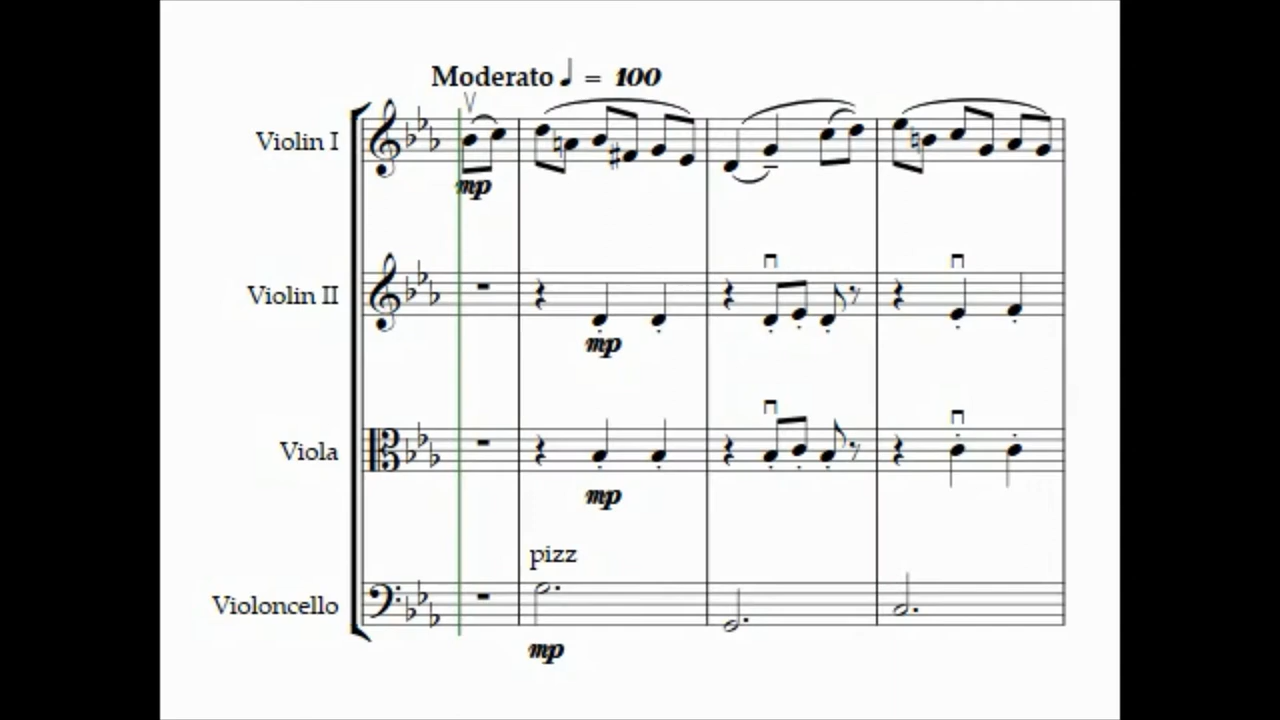 Moderato ♩ = 100
Violin I
mp
Violin II
mp
Viola
mp
pizz
Violoncello
mp